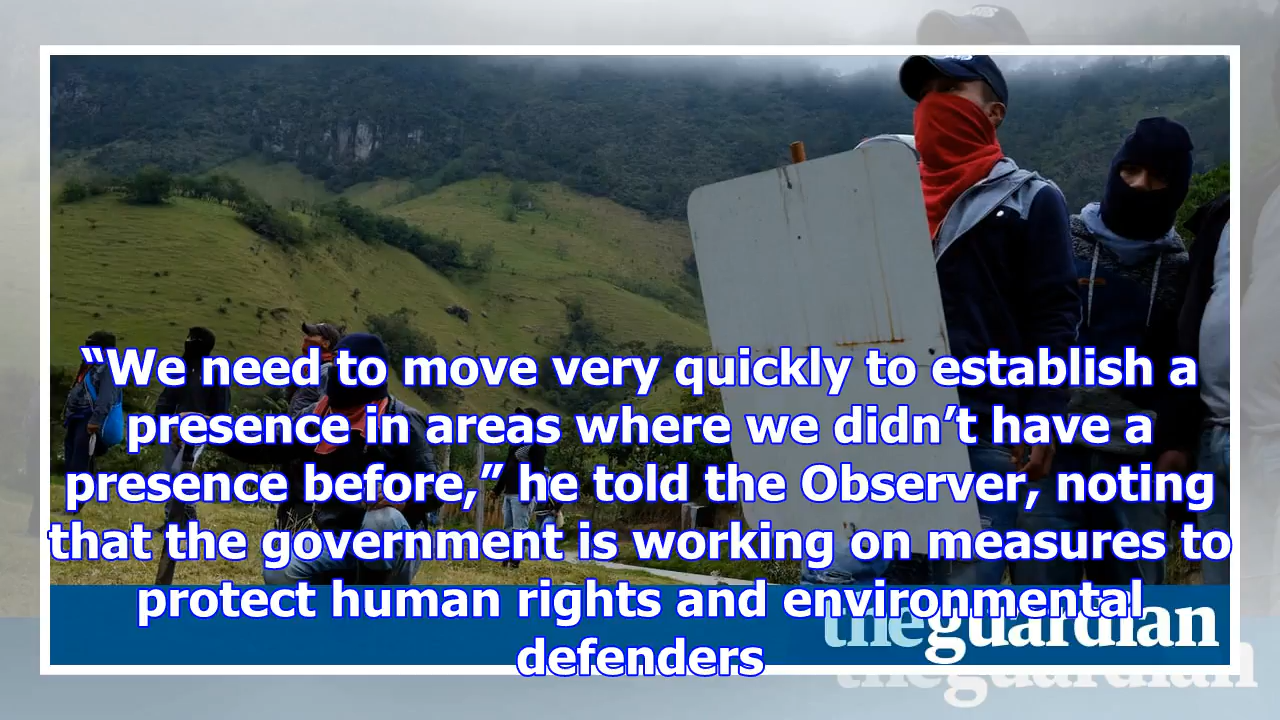 “We need to move very quickly to establish a
presence in areas where we didn’t have a
presence before,” he told the Observer, noting
that the government is working on measures to
protect human rights and environmental
defenders
theguardian
theguardian